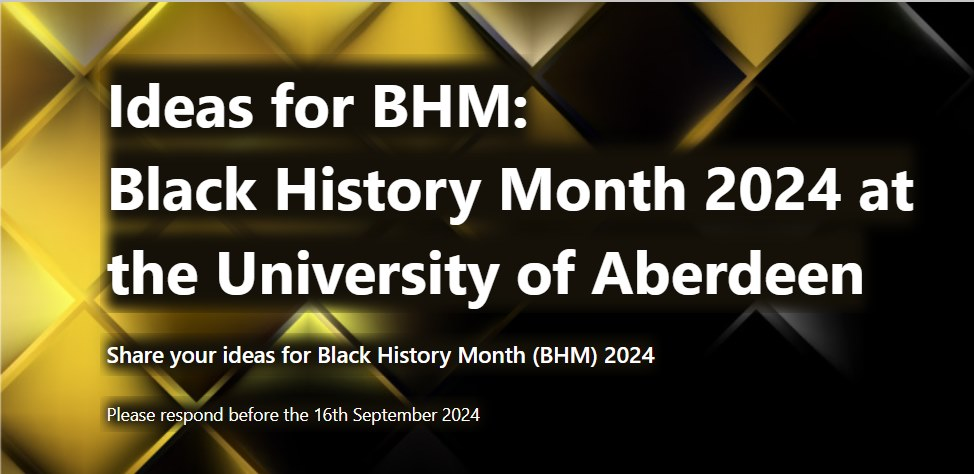 Ideas for BHM:
Black History Month 2024 at
the University of Aberdeen
Share your ideas for Black History Month (BHM) 2024
Please respond before the 16th September 2024